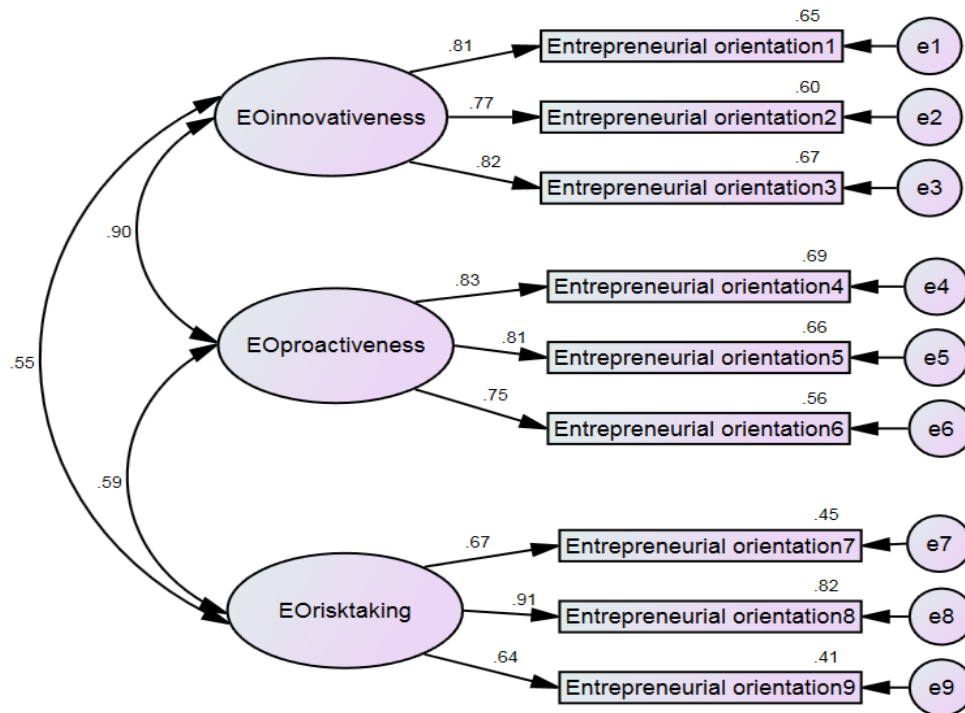 .65
.81
Entrepreneurial orientation1
e1
EOinnovativeness
.60
.77
Entrepreneurial orientation2
e2
.67
.82
Entrepreneurial orientation3
e3
.90
.69
.83
Entrepreneurial orientation4
e4
EOproactiveness
.66
.81
Entrepreneurial orientation5
e5
.55
.56
.75
Entrepreneurial orientation6
e6
.59
.45
.67
Entrepreneurial orientation7
e7
EOrisktaking
.82
.91
Entrepreneurial orientation8
e8
.41
.64
Entrepreneurial orientation9
e9